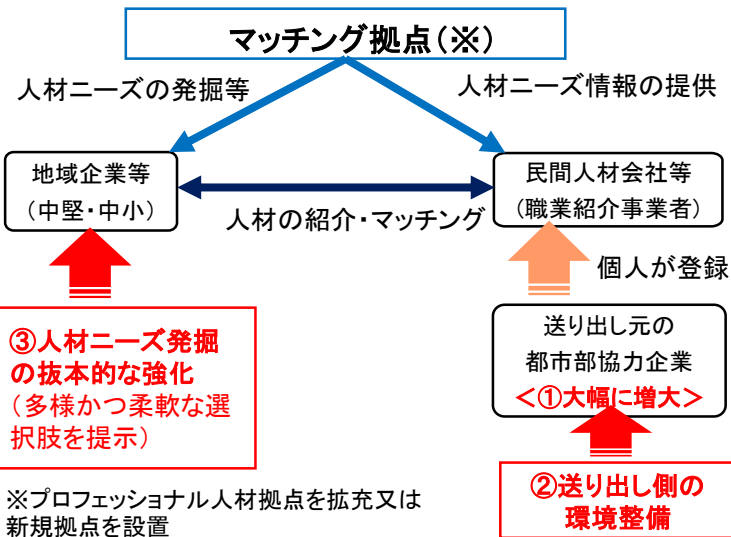 マッチング拠点(※)
人材ニーズの発掘等
人材ニーズ情報の提供
地域企業等
(中堅・中小)
民間人材会社等
(職業紹介事業者)
人材の紹介・マッチング
個人が登録
③人材ニーズ発掘
の抜本的な強化
(多様かつ柔軟な選
択肢を提示)
送り出し元の
都市部協力企業
<①大幅に増大>
②送り出し側の
環境整備
※プロフェッショナル人材拠点を拡充又は
新規拠点を設置